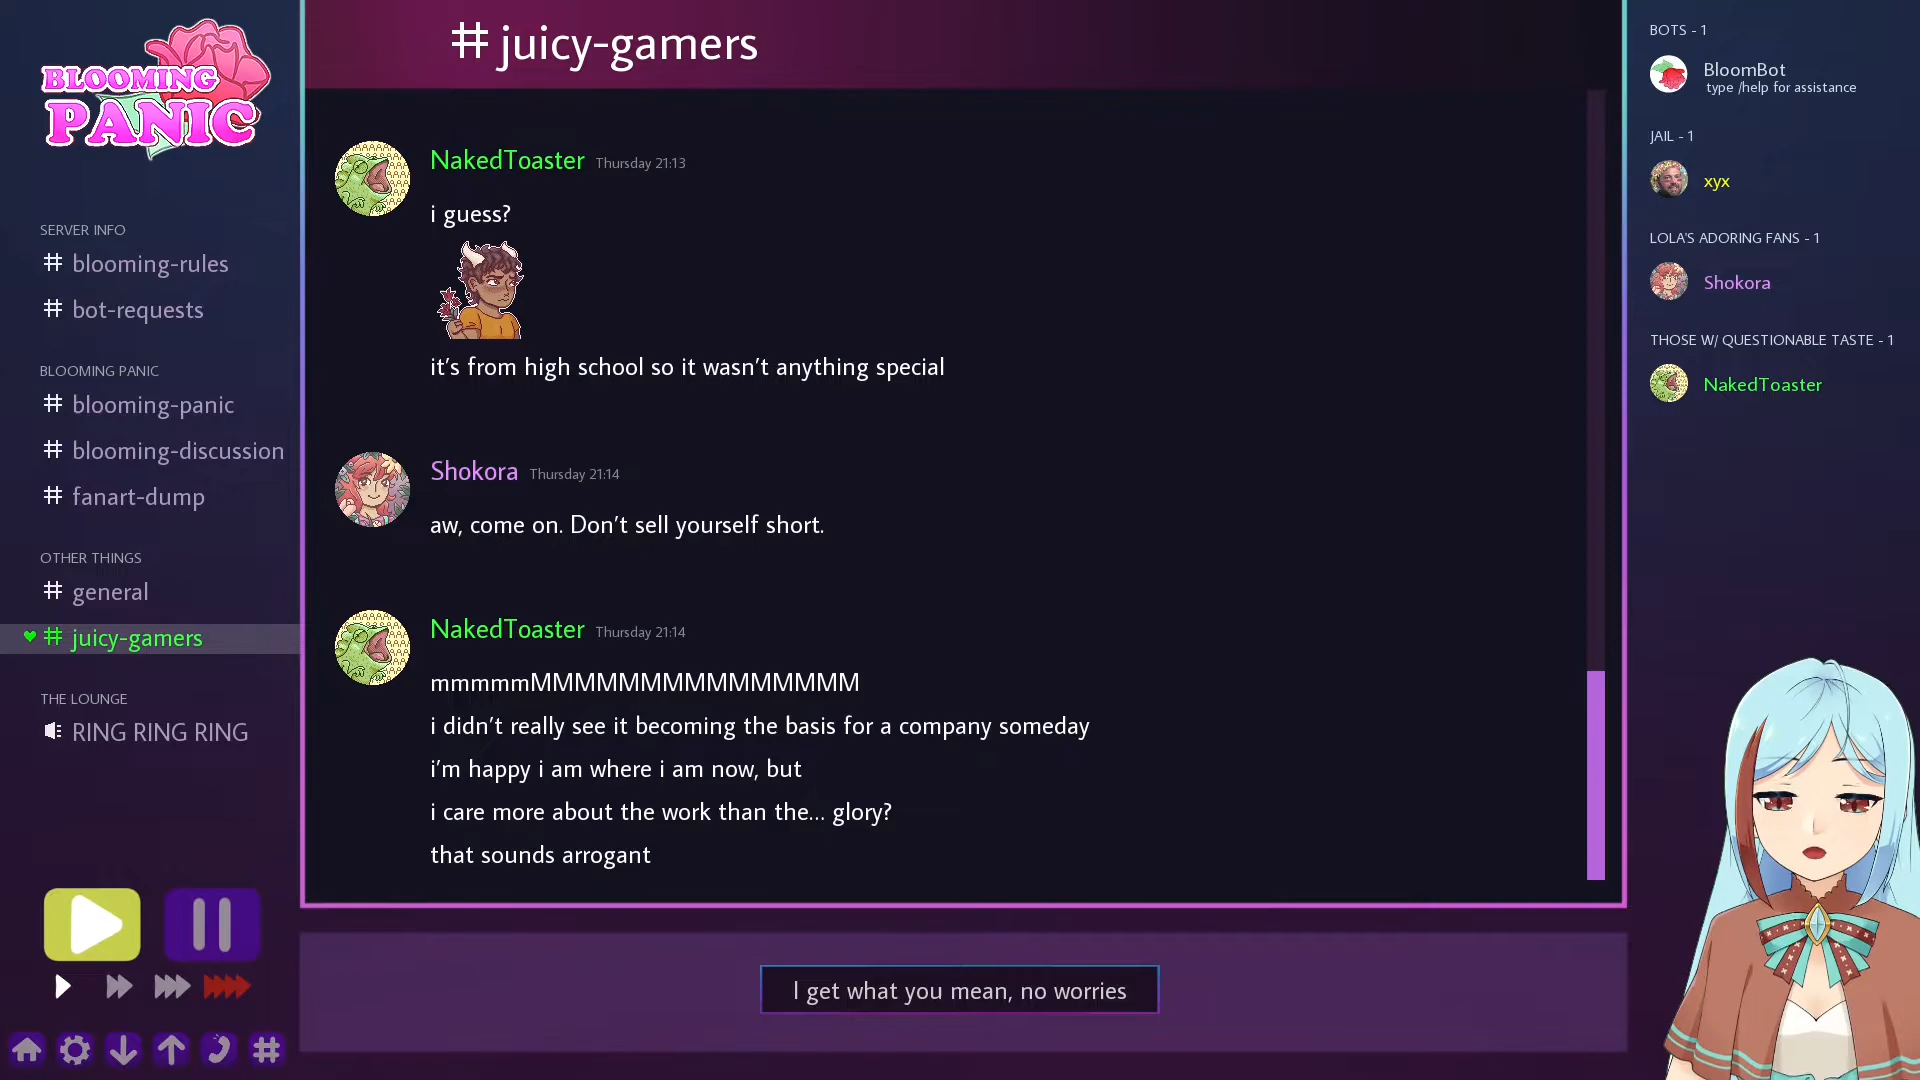 BLOOMING
PANIC
SERVER INFO
# blooming-rules
# bot-requests
BLOOMING PANIC
# blooming-panic
# blooming-discussion
# fanart-dump
OTHER THINGS
# general
# juicy-gamers
THE LOUNGE
RING RING RING
# juicy-gamers
NakedToaster Thursday 21:13
i guess?
it's from high school so it wasn't anything special
Shokora Thursday 21:14
aw, come on. Don't sell yourself short.
NakedToaster Thursday 21:14
mmmmmMMMMMMMMMMMMMMM
i didn't really see it becoming the basis for a company someday
i'm happy i am where i am now, but
i care more about the work than the... glory?
that sounds arrogant
I get what you mean, no worries
BOTS - 1
BloomBot
type /help for assistance
JAIL - 1
xyx
LOLA'S ADORING FANS - 1
Shokora
THOSE W/ QUESTIONABLE TASTE - 1
NakedToaster